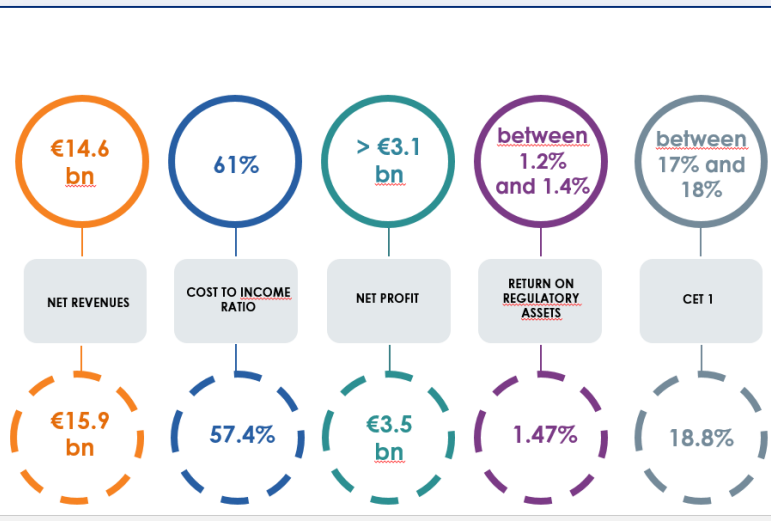 €14.6
bn
61%
> €3.1
bn
between
1.2%
and 1.4%
between
17% and
18%
NET REVENUES
COST TO INCOME
RATIO
NET PROFIT
RETURN ON
REGULATORY
ASSETS
CET 1
€15.9
bn
57.4%
€3.5
bn
1.47%
18.8%